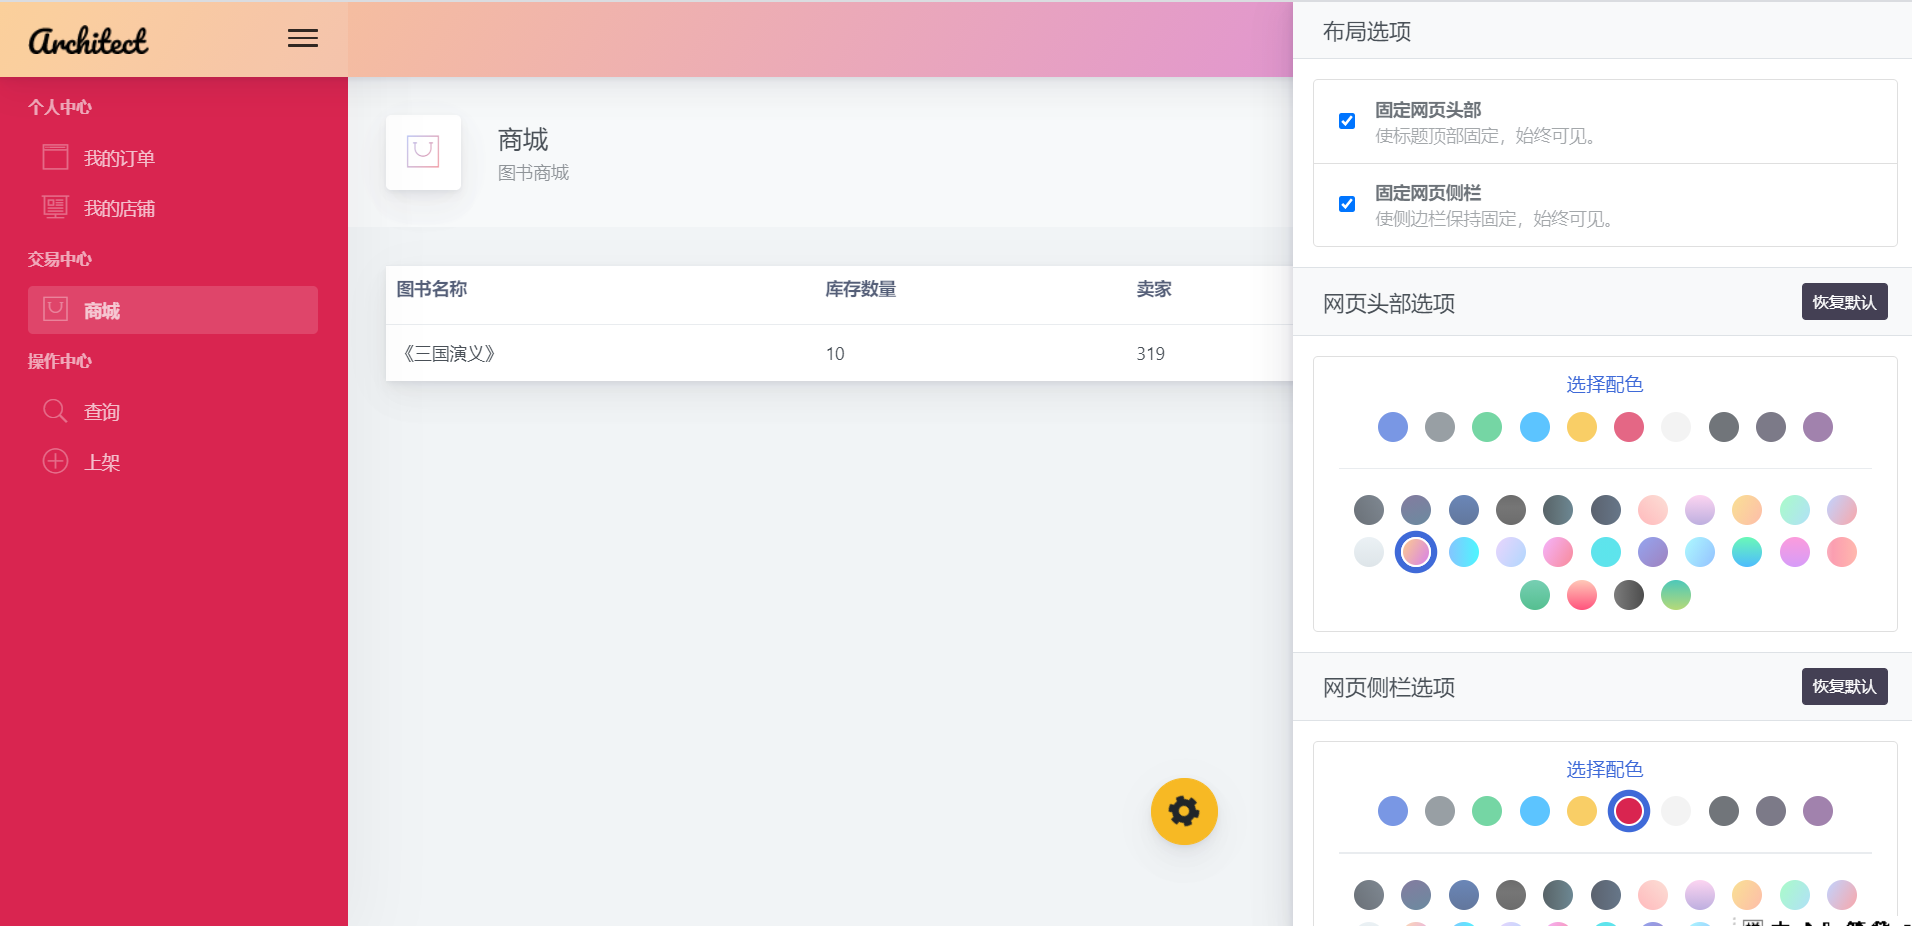 Architect
个人中心
我的订单
我的店铺
交易中心
商城
操作中心
查询
上架
商城
图书商城
图书名称 库存数量 卖家
《三国演义》 10 319
布局选项
固定网页头部
使标题顶部固定，始终可见。
固定网页侧栏
使侧边栏保持固定，始终可见。
网页头部选项 恢复默认
选择配色
网页侧栏选项 恢复默认
选择配色